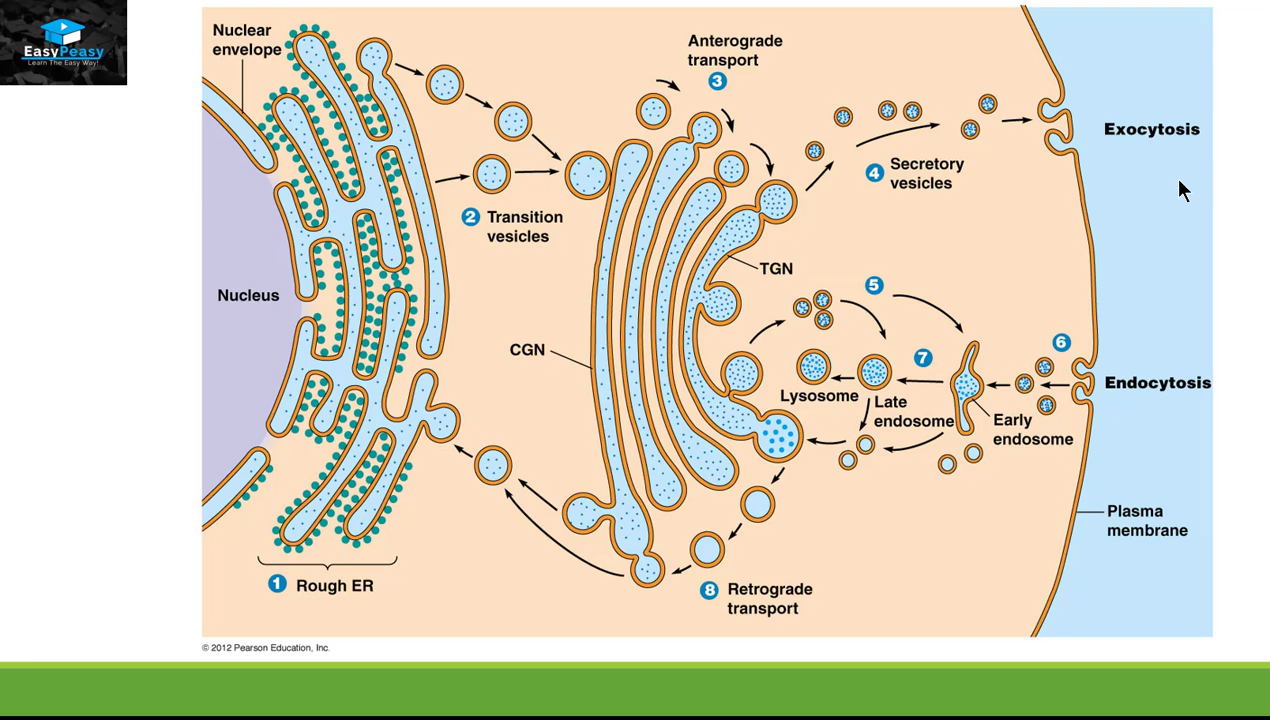 EasyPeasy
Learn The Easy Way!
Nuclear
envelope
Anterograde
transport
3
Exocytosis
4 Secretory
vesicles
2 Transition
vesicles
TGN
Nucleus
5
CGN
6
7
Endocytosis
Lysosome
Late
endosome
Early
endosome
Plasma
membrane
1 Rough ER
8 Retrograde
transport
© 2012 Pearson Education, Inc.